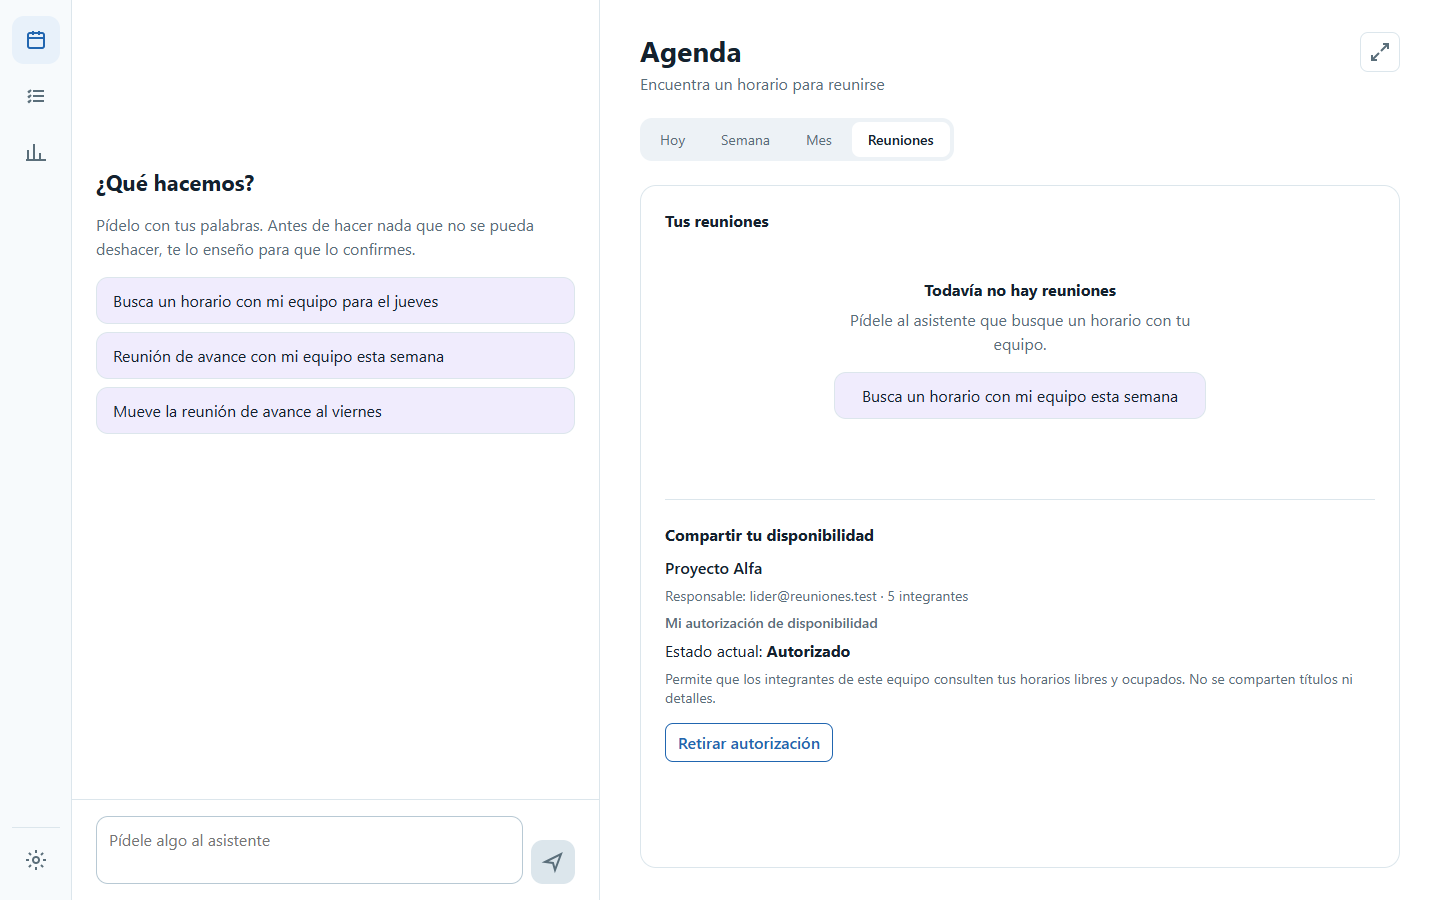 ¿Qué hacemos?
Pídelo con tus palabras. Antes de hacer nada que no se pueda
deshacer, te lo enseño para que lo confirmes.
Busca un horario con mi equipo para el jueves
Reunión de avance con mi equipo esta semana
Mueve la reunión de avance al viernes
Pídele algo al asistente
Agenda
Encuentra un horario para reunirse
Hoy Semana Mes Reuniones
Tus reuniones
Todavía no hay reuniones
Pídele al asistente que busque un horario con tu
equipo.
Busca un horario con mi equipo esta semana
Compartir tu disponibilidad
Proyecto Alfa
Responsable: lider@reuniones.test · 5 integrantes
Mi autorización de disponibilidad
Estado actual: Autorizado
Permite que los integrantes de este equipo consulten tus horarios libres y ocupados. No se comparten títulos ni
detalles.
Retirar autorización